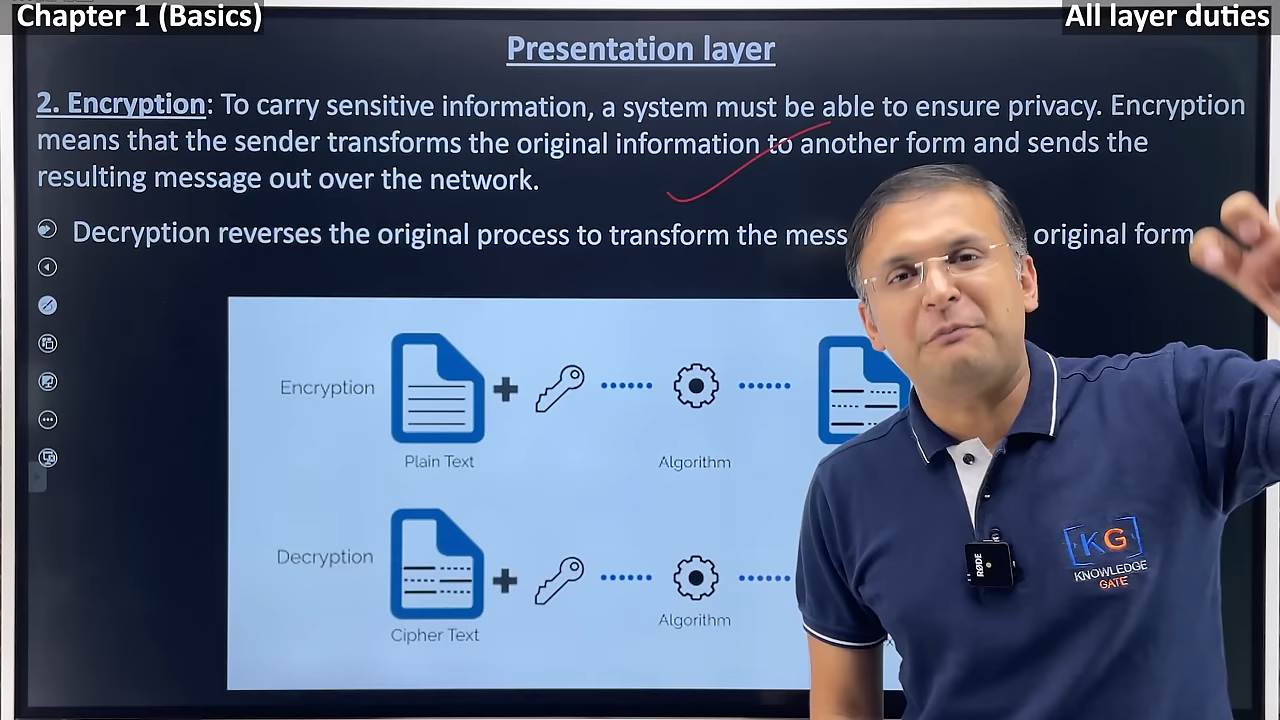 Chapter 1 (Basics)
All layer duties
Presentation layer
2. Encryption: To carry sensitive information, a system must be able to ensure privacy. Encryption
means that the sender transforms the original information to another form and sends the
resulting message out over the network.
Decryption reverses the original process to transform the mess original form
Encryption
Plain Text
Algorithm
Decryption
Cipher Text
Algorithm
RØDE
KG
KNOWLEDGE
GATE